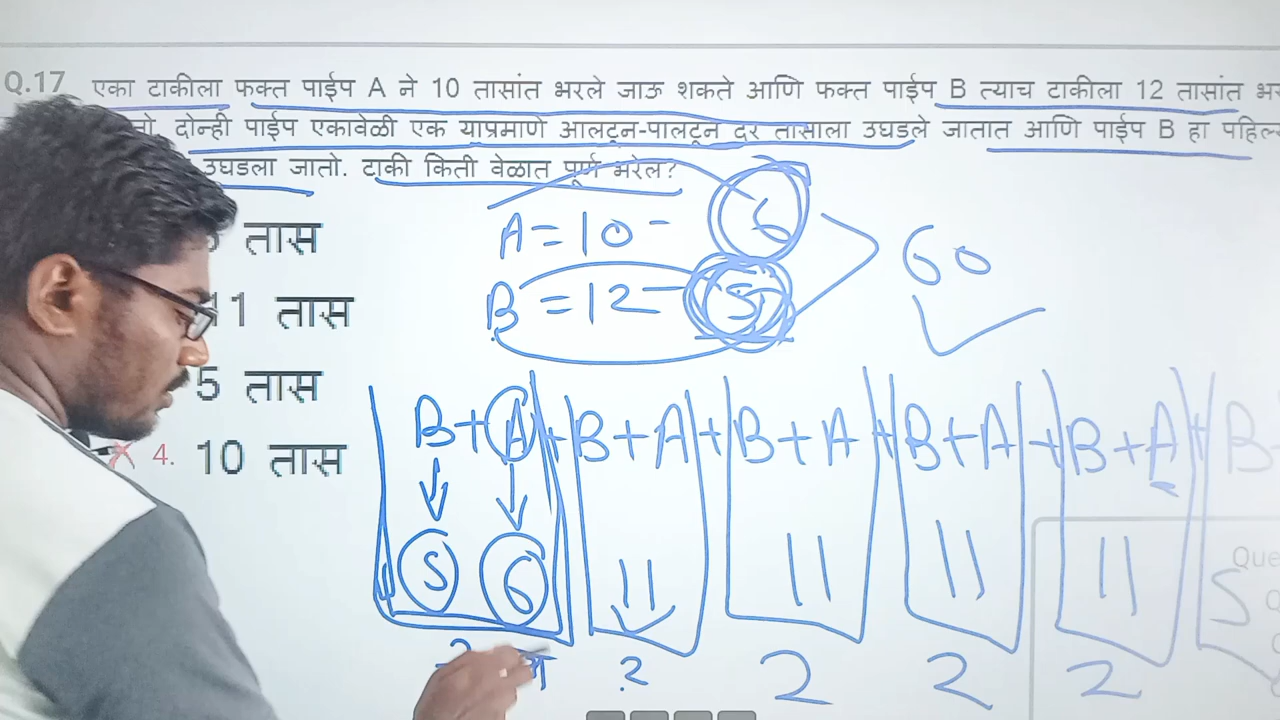 Q.17 एका टाकीला फक्त पाईप A ने 10 तासांत भरले जाऊ शकते आणि फक्त पाईप B त्याच टाकीला 12 तासांत
दोन्ही पाईप एकावेळी एक याप्रमाणे आलटून-पालटून दर तासाला उघडले जातात आणि पाईप B हा
उघडला जातो. टाकी किती वेळात पूर्ण भरेल?
तास
11 तास
5 तास
4. 10 तास
A = 10 - 6
60
B = 12 - 5
B + A + B + A + B + A + B + A + B + A + B
5 6 11 11 11 11 5
2 2 2 2 2